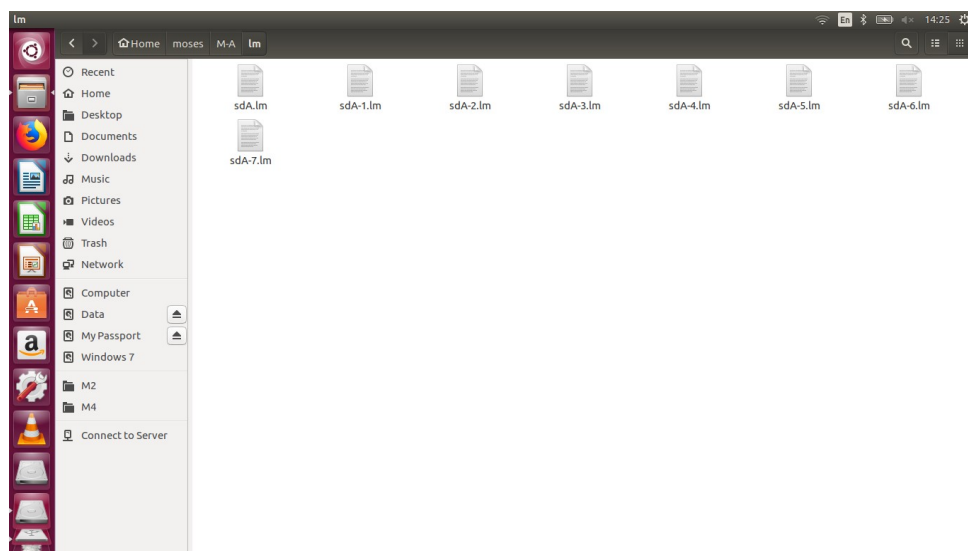 lm
En
14:25
Home moses M-A lm
Recent
Home
Desktop
Documents
Downloads
Music
Pictures
Videos
Trash
Network
Computer
Data
My Passport
Windows 7
M2
M4
Connect to Server
sdA.lm sdA-1.lm sdA-2.lm sdA-3.lm sdA-4.lm sdA-5.lm sdA-6.lm
sdA-7.lm
A
a